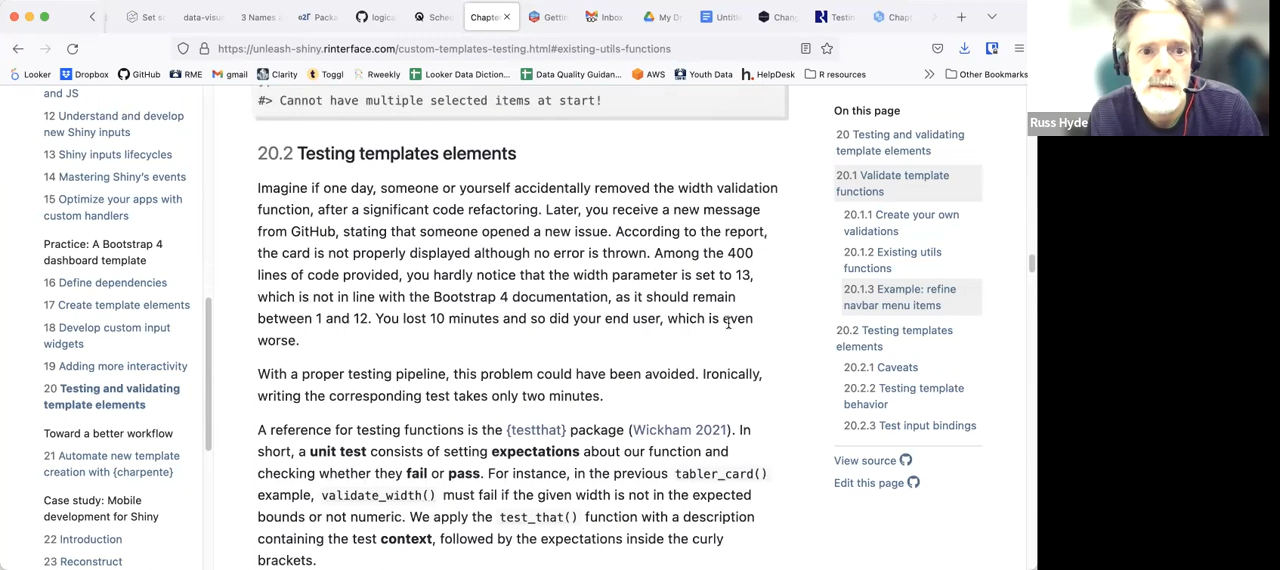 Set s
data-visua
3 Names
Packa
logica
Sche
Chapte
Gettin
Inbox
My Dr
Untitl
Chang
Testin
Chapt
https://unleash-shiny.rinterface.com/custom-templates-testing.html#existing-utils-functions
Looker
Dropbox
GitHub
RME
gmail
Clarity
Toggl
Rweekly
Looker Data Diction...
Data Quality Guidan...
AWS
Youth Data
HelpDesk
R resources
Other Bookmarks
and JS
12 Understand and develop
new Shiny inputs
13 Shiny inputs lifecycles
14 Mastering Shiny's events
15 Optimize your apps with
custom handlers
Practice: A Bootstrap 4
dashboard template
16 Define dependencies
17 Create template elements
18 Develop custom input
widgets
19 Adding more interactivity
20 Testing and validating
template elements
Toward a better workflow
21 Automate new template
creation with {charpente}
Case study: Mobile
development for Shiny
22 Introduction
23 Reconstruct
#> Cannot have multiple selected items at start!
20.2 Testing templates elements
Imagine if one day, someone or yourself accidentally removed the width validation
function, after a significant code refactoring. Later, you receive a new message
from GitHub, stating that someone opened a new issue. According to the report,
the card is not properly displayed although no error is thrown. Among the 400
lines of code provided, you hardly notice that the width parameter is set to 13,
which is not in line with the Bootstrap 4 documentation, as it should remain
between 1 and 12. You lost 10 minutes and so did your end user, which is even
worse.
With a proper testing pipeline, this problem could have been avoided. Ironically,
writing the corresponding test takes only two minutes.
A reference for testing functions is the {testthat} package (Wickham 2021). In
short, a unit test consists of setting expectations about our function and
checking whether they fail or pass. For instance, in the previous tabler_card()
example, validate_width() must fail if the given width is not in the expected
bounds or not numeric. We apply the test_that() function with a description
containing the test context, followed by the expectations inside the curly
brackets.
On this page
20 Testing and validating
template elements
20.1 Validate template
functions
20.1.1 Create your own
validations
20.1.2 Existing utils
functions
20.1.3 Example: refine
navbar menu items
20.2 Testing templates
elements
20.2.1 Caveats
20.2.2 Testing template
behavior
20.2.3 Test input bindings
View source
Edit this page
Russ Hyde